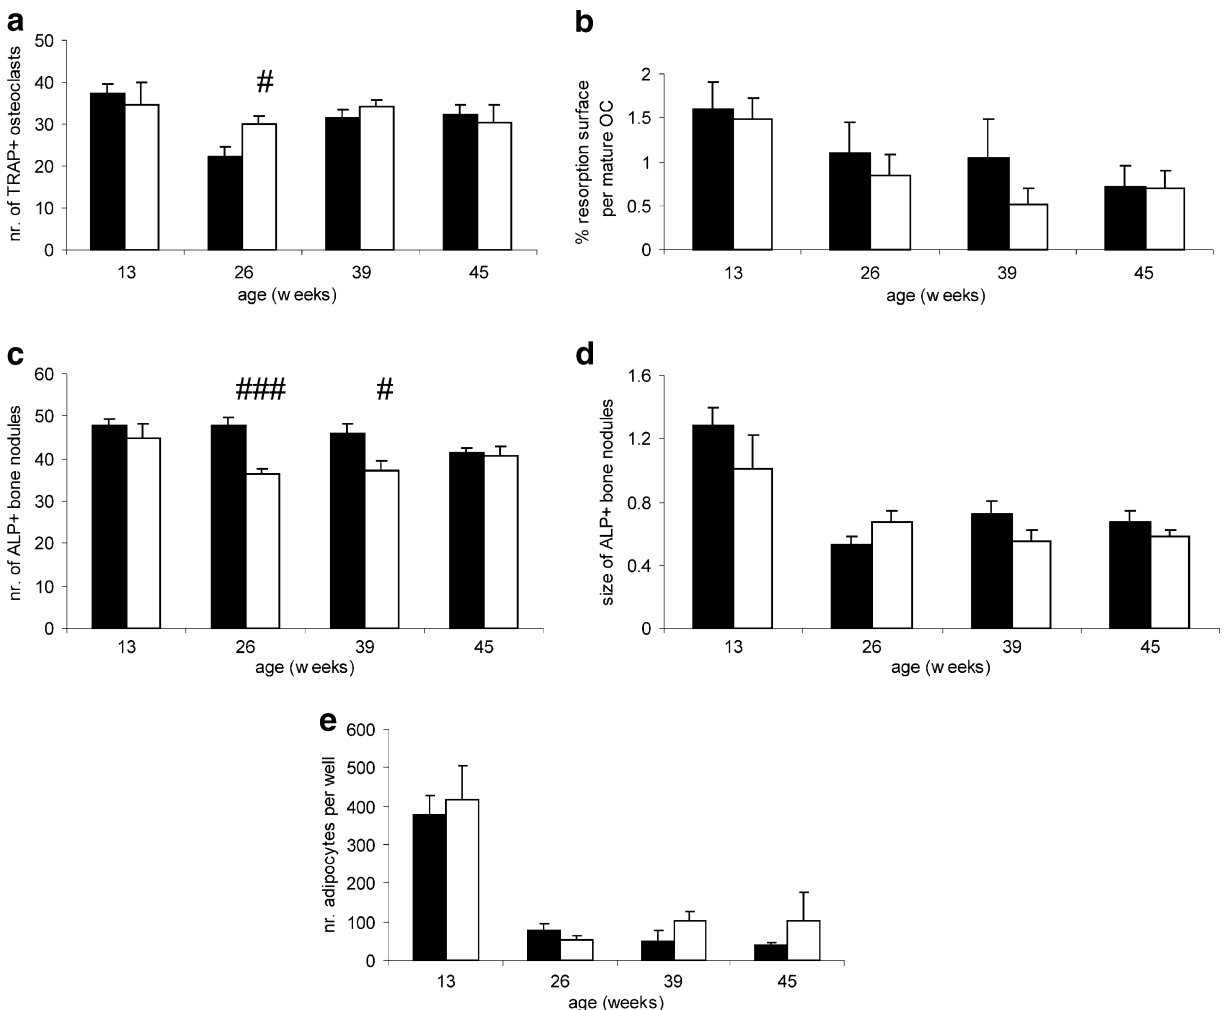 a
nr. of TRAP+ osteoclasts
50
40
30
20
10
0
#
13 26 39 45
age (weeks)
b
% resorption surface
per mature OC
2
1.5
1
0.5
0
13 26 39 45
age (weeks)
c
nr. of ALP+ bone nodules
60
50
40
30
20
10
0
### #
13 26 39 45
age (weeks)
d
size of ALP+ bone nodules
1.6
1.2
0.8
0.4
0
13 26 39 45
age (weeks)
e
nr. adipocytes per well
600
500
400
300
200
100
0
13 26 39 45
age (weeks)